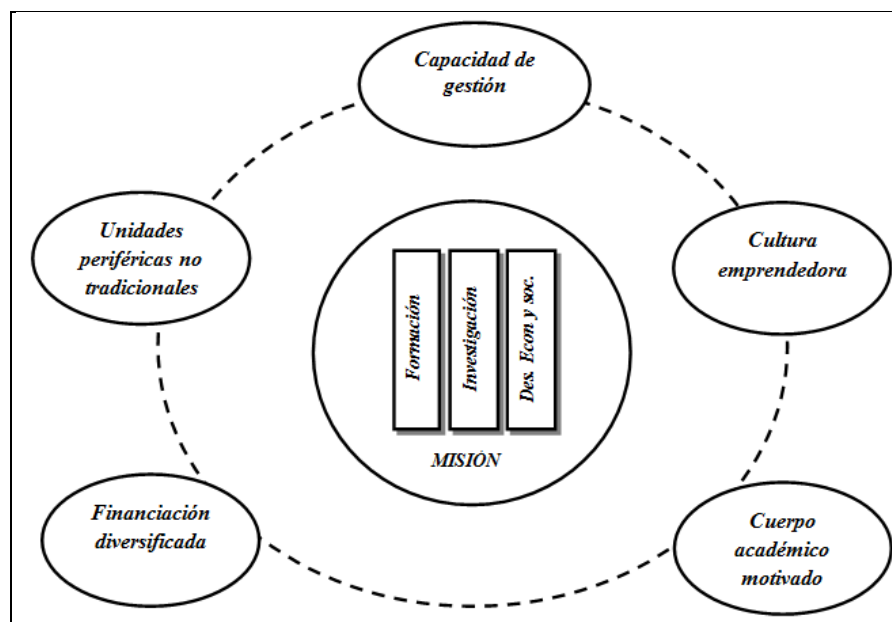 Capacidad de
gestión
Unidades
periféricas no
tradicionales
Cultura
emprendedora
Formación
Investigación
Des. Econ y soc.
MISIÓN
Financiación
diversificada
Cuerpo
académico
motivado